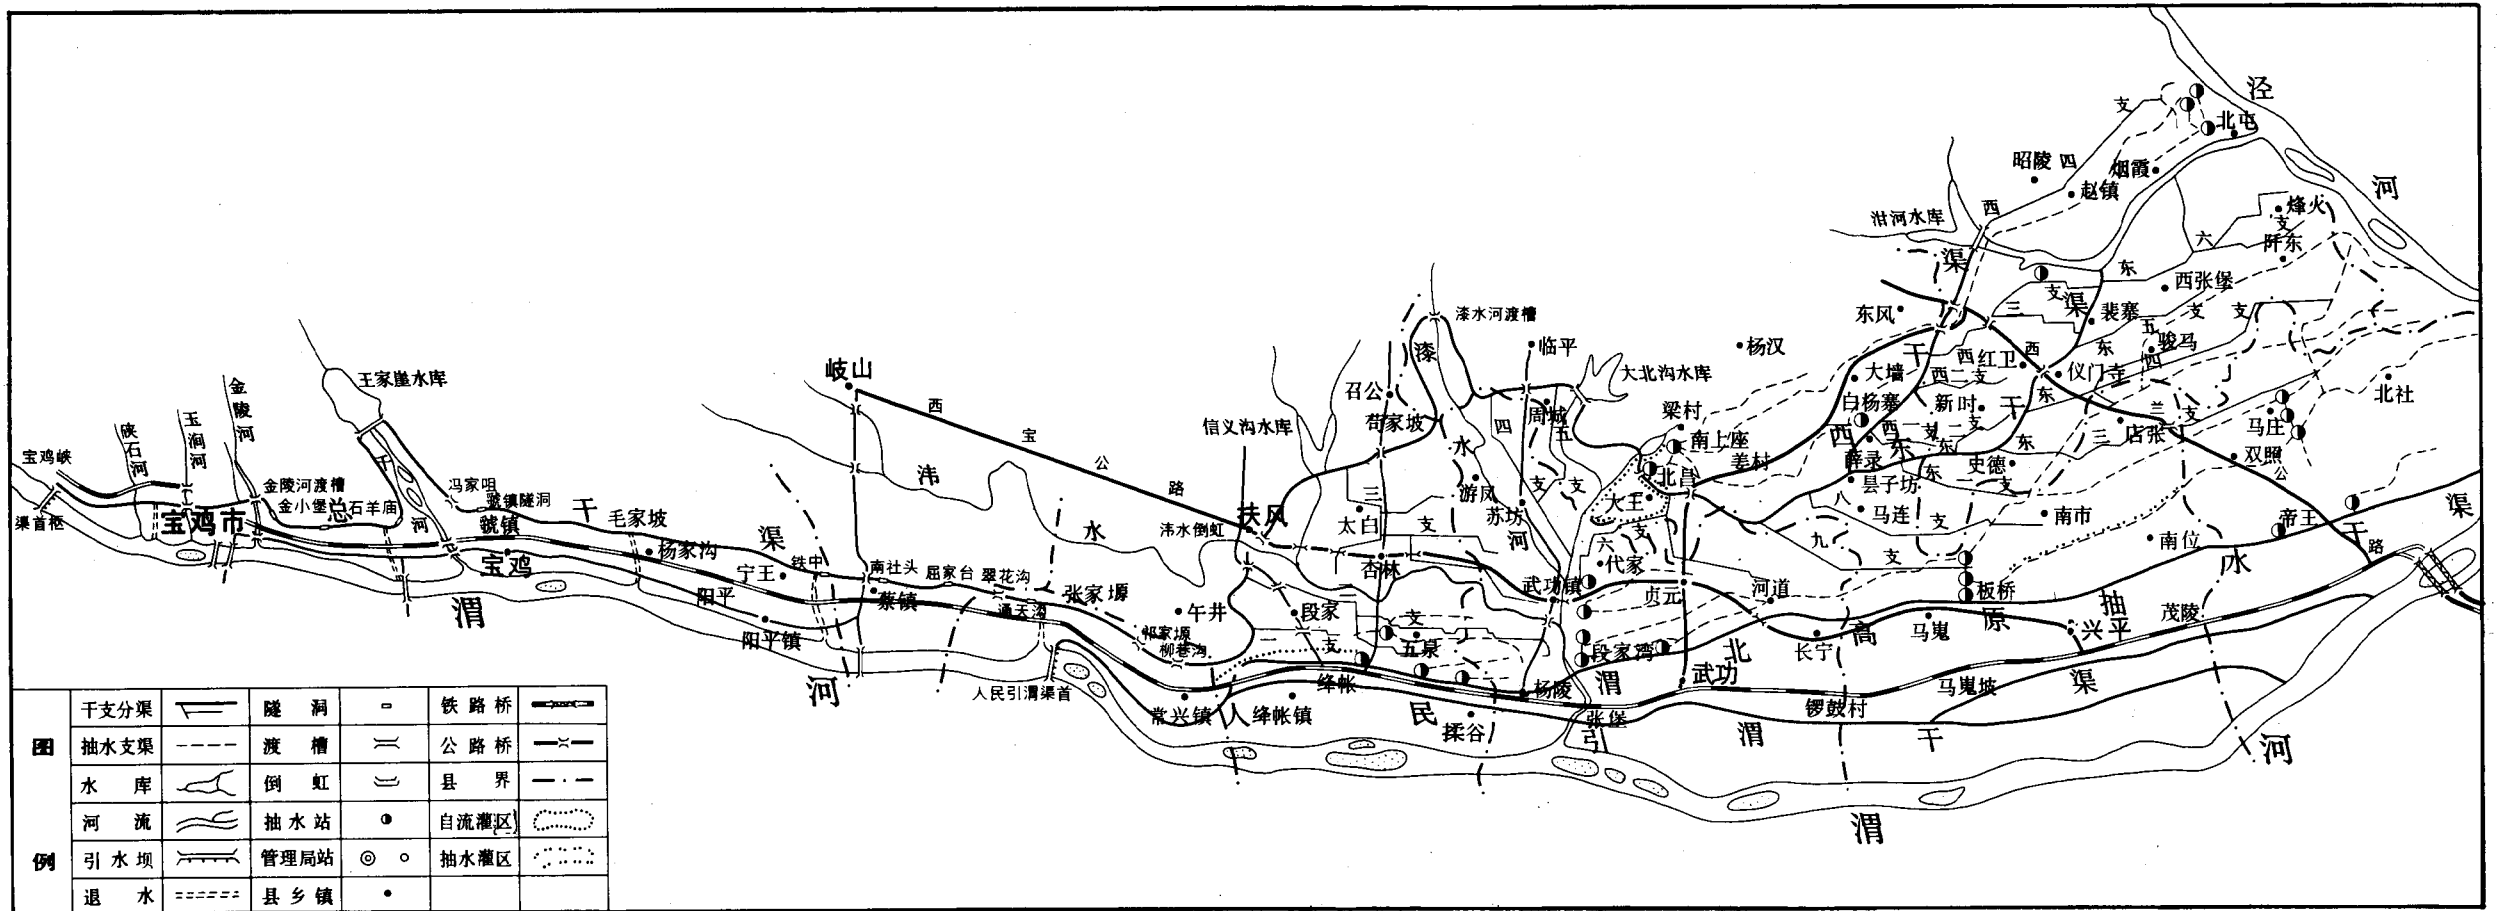 泾
河
北屯
支
四
昭陵
烟霞
赵镇
西
泔河水库
烽火
支
阡东
六
渠
东
西张堡
支
渠
裴寨
三
东风
五
支
支
骏马
东
四
干
西
红卫
西
仪门寺
杨汉
大墙
西二支
东
北社
白杨寨
新时
干
兰
支
马庄
店张
三
双照
公
西
东
西一支
二支
薛录
东
东
史德
东一支
昙子坊
八
支
马连
南市
南位
帝王
干
路
渠
水
九
支
漆水河渡槽
临平
漆
大北沟水库
召公
苟家坡
周城
梁村
信义沟水库
四
五
南上座
姜村
水
北昌
游凤
支
支
大王
三
太白
支
苏坊
河
六
支
代家
岐山
西
宝
公
路
沣
水
扶风
沣水倒虹
杏林
武功镇
贞元
河道
板桥
抽
原
高
马嵬
兴平
茂陵
长宁
北
渭
段家湾
武功
二
支
五泉
段家
午井
一
支
绛帐
杨陵
张家塬
祁家塬
柳巷沟
通天沟
翠花沟
屈家台
南社头
蔡镇
铁中
宁王
渠
杨家沟
毛家坡
干
阳平
阳平镇
人民引渭渠首
常兴镇
人
绛帐镇
民
揉谷
张堡
引
渭
锣鼓村
马嵬坡
干
渠
渭
河
渭
河
王家崖水库
金陵河
玉涧河
硖石河
宝鸡峡
渠首枢
金陵河渡槽
金小堡
总
石羊庙
千
河
冯家咀
虢镇隧洞
虢镇
宝鸡市
宝鸡
渭
河
图例
干支分渠 隧洞 铁路桥
抽水支渠 渡槽 公路桥
水库 倒虹 县界
河流 抽水站 自流灌区
引水坝 管理局站 抽水灌区
退水 县乡镇